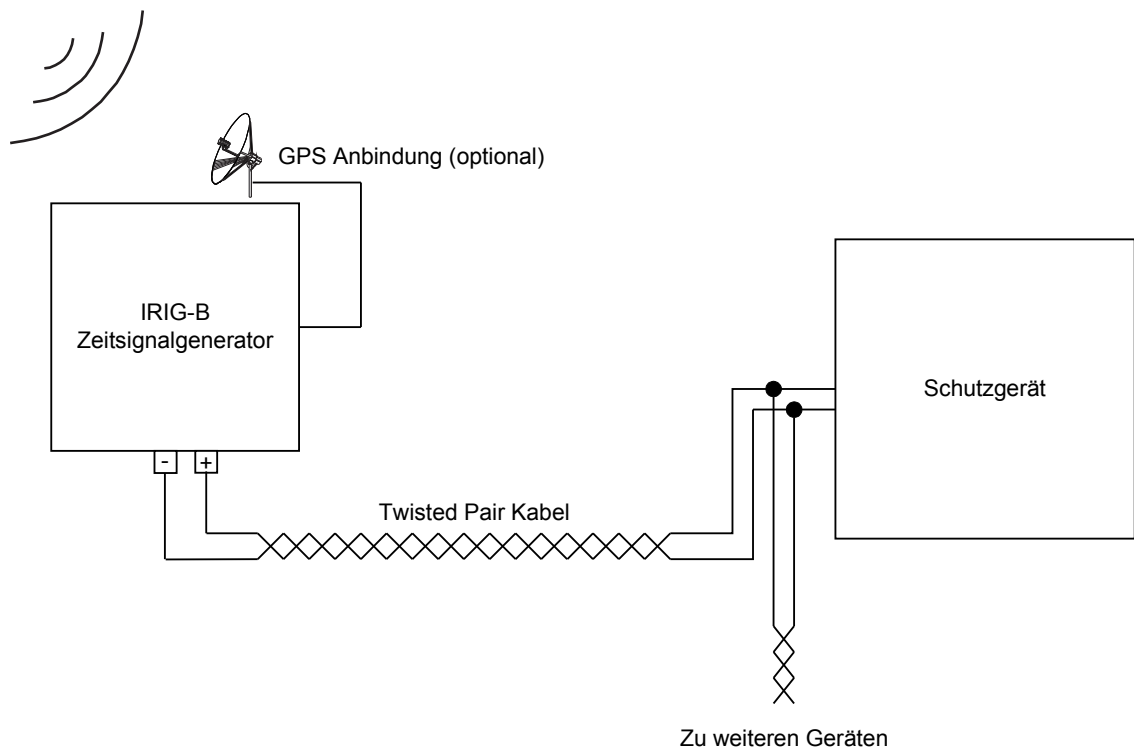 GPS Anbindung (optional)
IRIG-B
Zeitsignalgenerator
Schutzgerät
- +
Twisted Pair Kabel
Zu weiteren Geräten